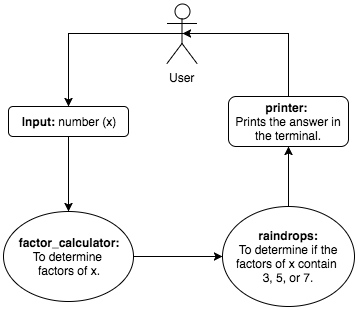 User
Input: number (x)
printer:
Prints the answer in
the terminal.
factor_calculator:
To determine
factors of x.
raindrops:
To determine if the
factors of x contain
3, 5, or 7.